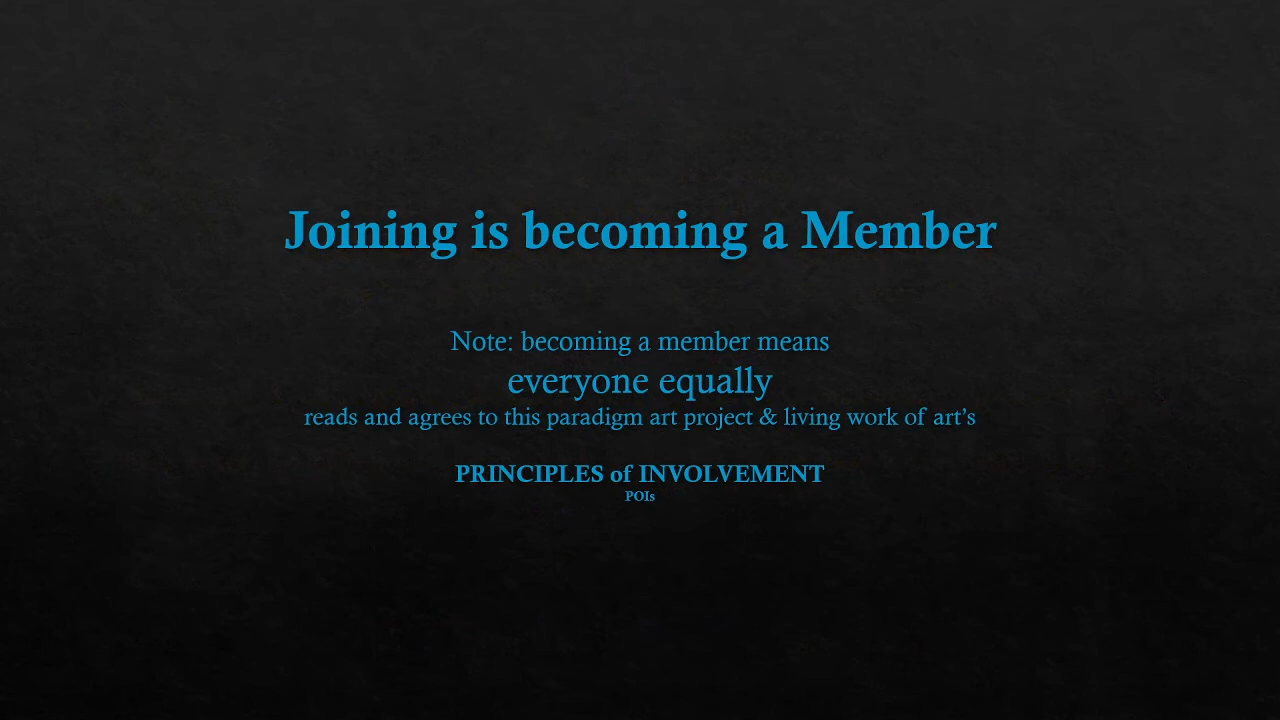 Joining is becoming a Member
Note: becoming a member means
everyone equally
reads and agrees to this paradigm art project & living work of art’s
PRINCIPLES of INVOLVEMENT
POIs